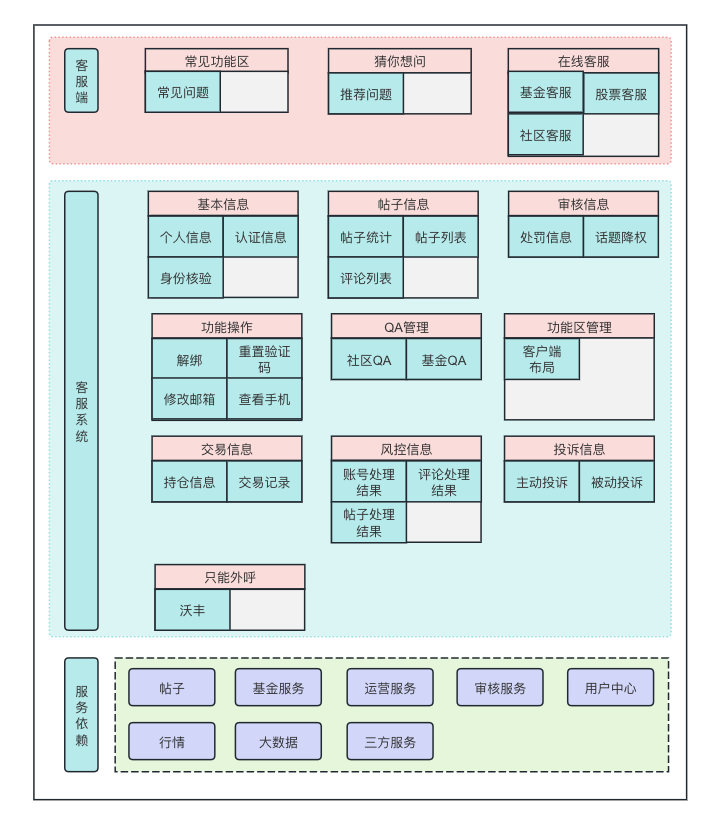 客服端
常见功能区
常见问题
猜你想问
推荐问题
在线客服
基金客服
股票客服
社区客服
客服系统
基本信息
个人信息
认证信息
身份核验
帖子信息
帖子统计
帖子列表
评论列表
审核信息
处罚信息
话题降权
功能操作
解绑
重置验证
码
修改邮箱
查看手机
QA管理
社区QA
基金QA
功能区管理
客户端
布局
交易信息
持仓信息
交易记录
风控信息
账号处理
结果
评论处理
结果
帖子处理
结果
投诉信息
主动投诉
被动投诉
只能外呼
沃丰
服务依赖
帖子
基金服务
运营服务
审核服务
用户中心
行情
大数据
三方服务